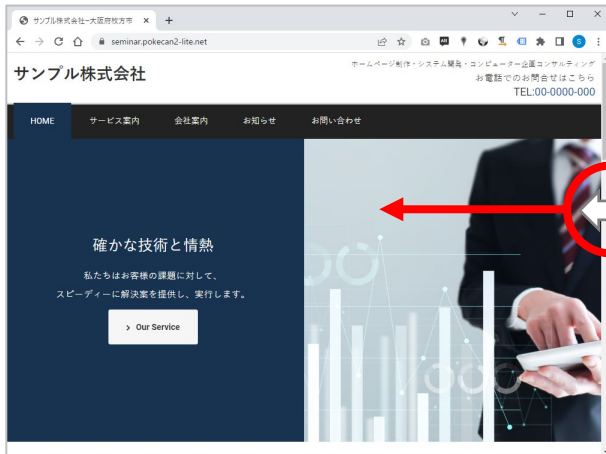 サンプル株式会社–大阪府枚方市
seminar.pokecan2-lite.net
サンプル株式会社
ホームページ制作・システム開発・コンピューター企画コンサルティング
お電話でのお問合せはこちら
TEL:00-0000-000
HOME サービス案内 会社案内 お知らせ お問い合わせ
確かな技術と情熱
私たちはお客様の課題に対して、
スピーディーに解決案を提供し、実行します。
› Our Service